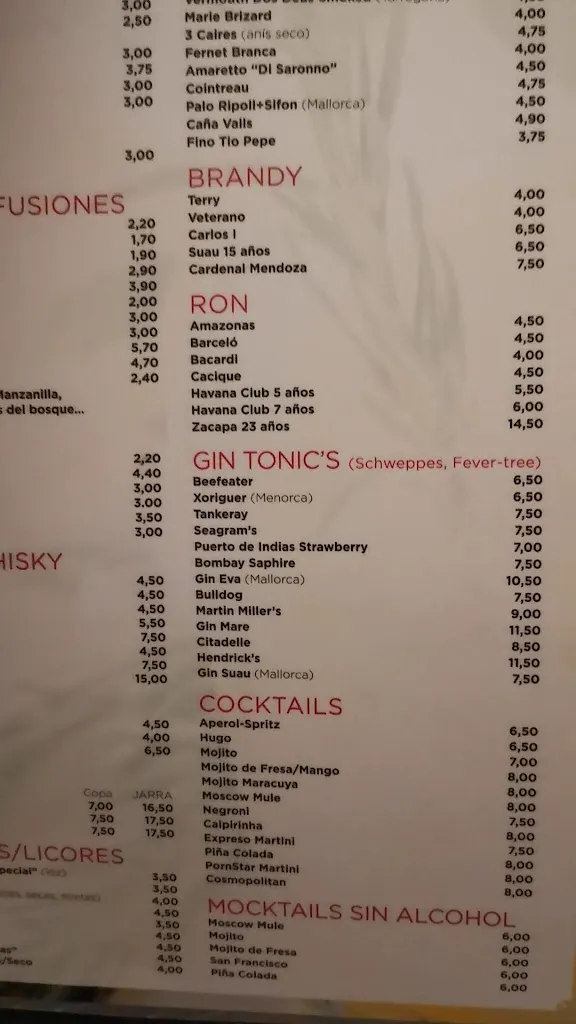 3,00
2,50
3,00
3,75
3,00
3,00
3,00
FUSIONES
2,20
1,70
1,90
2,90
3,90
2,00
3,00
3,00
5,70
4,70
2,40
Manzanilla,
s del bosque...
2,20
4,40
3,00
3.00
3,50
3,00
HISKY
4,50
4,50
4,50
5,50
7,50
4,50
7,50
15,00
4,50
4,00
6,50
Copa JARRA
7,00 16,50
7,50 17,50
7,50 17,50
S/LICORES
pecial"
3,50
3,50
4,00
4,50
3,50
4,50
as" 4,50
o/Seco 4,00
Marie Brizard 4,00
3 Caires (anís seco) 4,75
Fernet Branca 4,00
Amaretto "Di Saronno" 4,50
Cointreau 4,75
Palo Ripoll+Sifon (Mallorca) 4,50
Caña Valls 4,90
Fino Tio Pepe 3,75
BRANDY
Terry 4,00
Veterano 4,00
Carlos I 6,50
Suau 15 años 6,50
Cardenal Mendoza 7,50
RON
Amazonas 4,50
Barceló 4,50
Bacardi 4,00
Cacique 4,50
Havana Club 5 años 5,50
Havana Club 7 años 6,00
Zacapa 23 años 14,50
GIN TONIC'S (Schweppes, Fever-tree)
Beefeater 6,50
Xoriguer (Menorca) 6,50
Tankeray 7,50
Seagram's 7,50
Puerto de Indias Strawberry 7,00
Bombay Saphire 7,50
Gin Eva (Mallorca) 10,50
Bulldog 7,50
Martin Miller's 9,00
Gin Mare 11,50
Citadelle 8,50
Hendrick's 11,50
Gin Suau (Mallorca) 7,50
COCKTAILS
Aperol-Spritz 6,50
Hugo 6,50
Mojito 7,00
Mojito de Fresa/Mango 8,00
Mojito Maracuya 8,00
Moscow Mule 8,00
Negroni 7,50
Caipirinha 8,00
Expreso Martini 7,50
Piña Colada 8,00
PornStar Martini 8,00
Cosmopolitan 8,00
MOCKTAILS SIN ALCOHOL
Moscow Mule 6,00
Mojito 6,00
Mojito de Fresa 6,00
San Francisco 6,00
Piña Colada 6,00